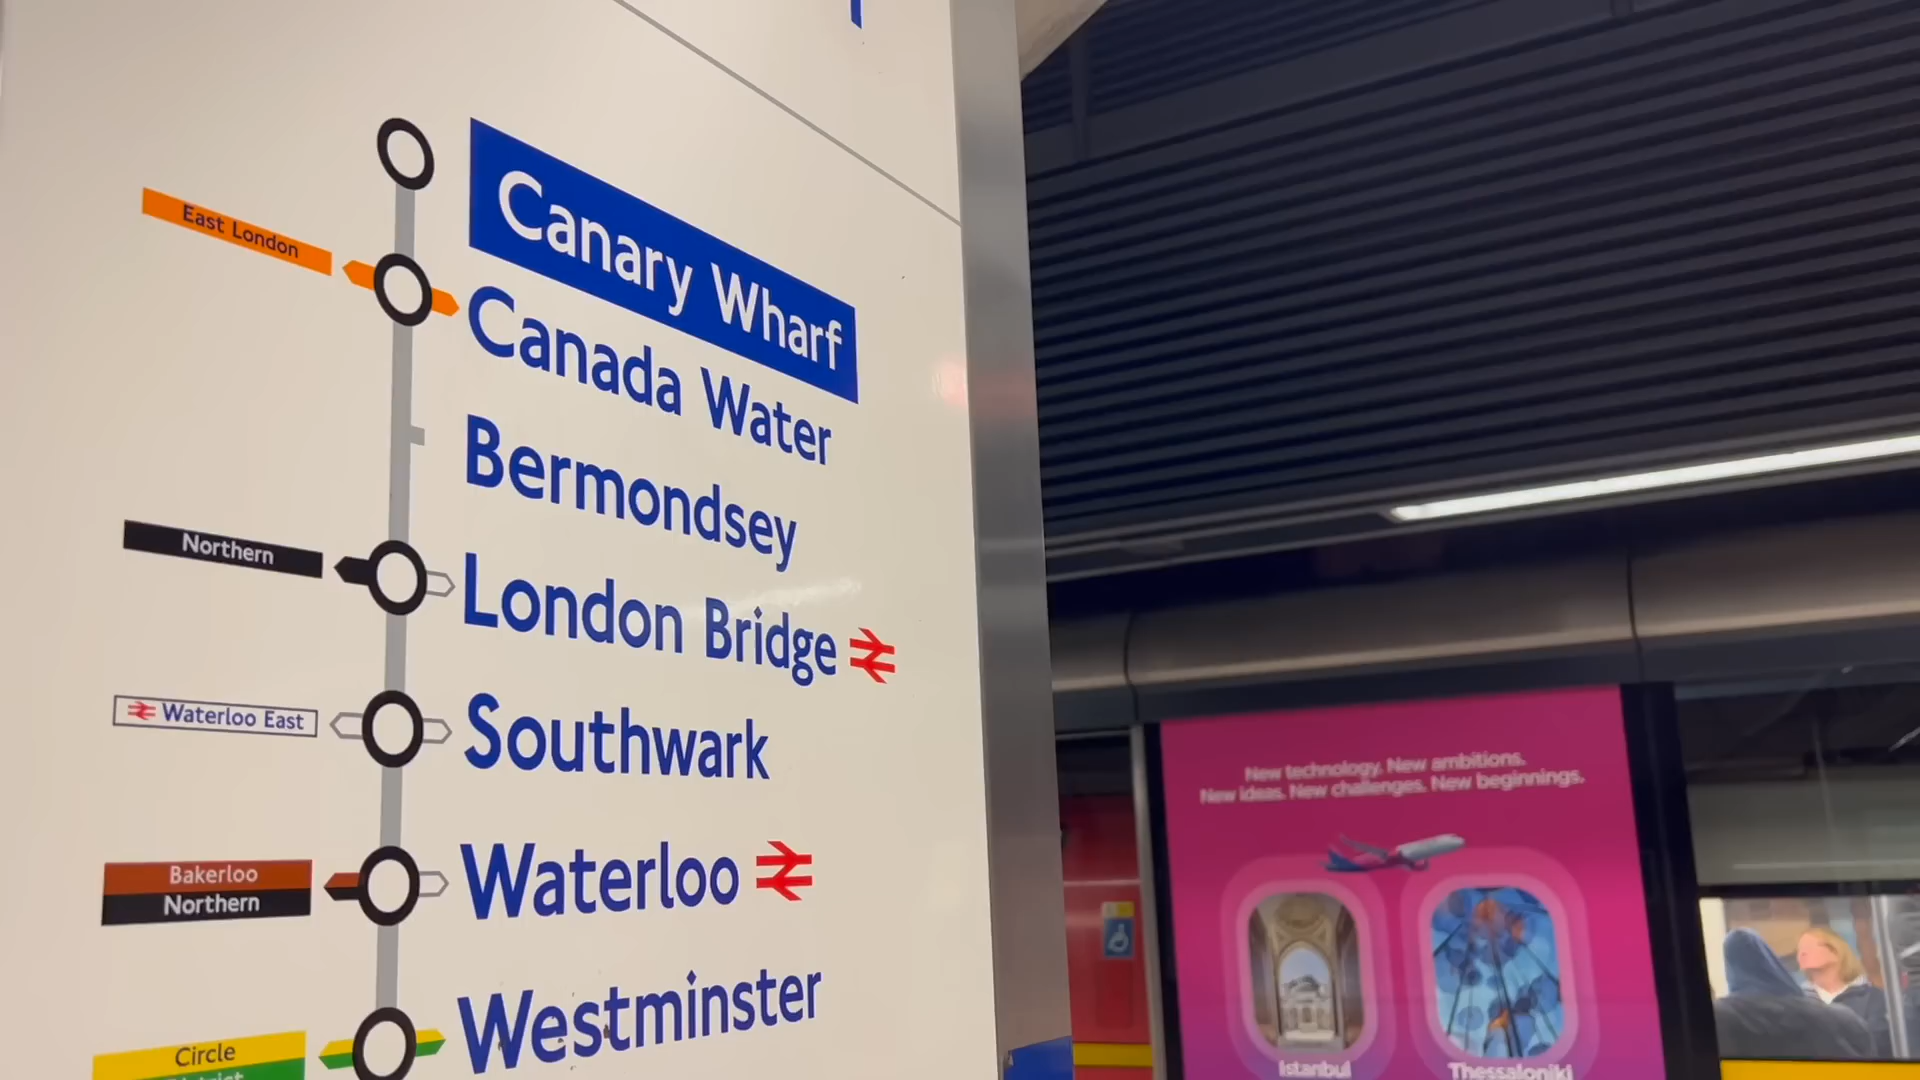 Canary Wharf
East London
Canada Water
Bermondsey
Northern
London Bridge
Waterloo East
Southwark
Bakerloo
Northern
Waterloo
Westminster
Circle
District
New technology. New ambitions.
New ideas. New challenges. New beginnings.
Istanbul
Thessaloniki